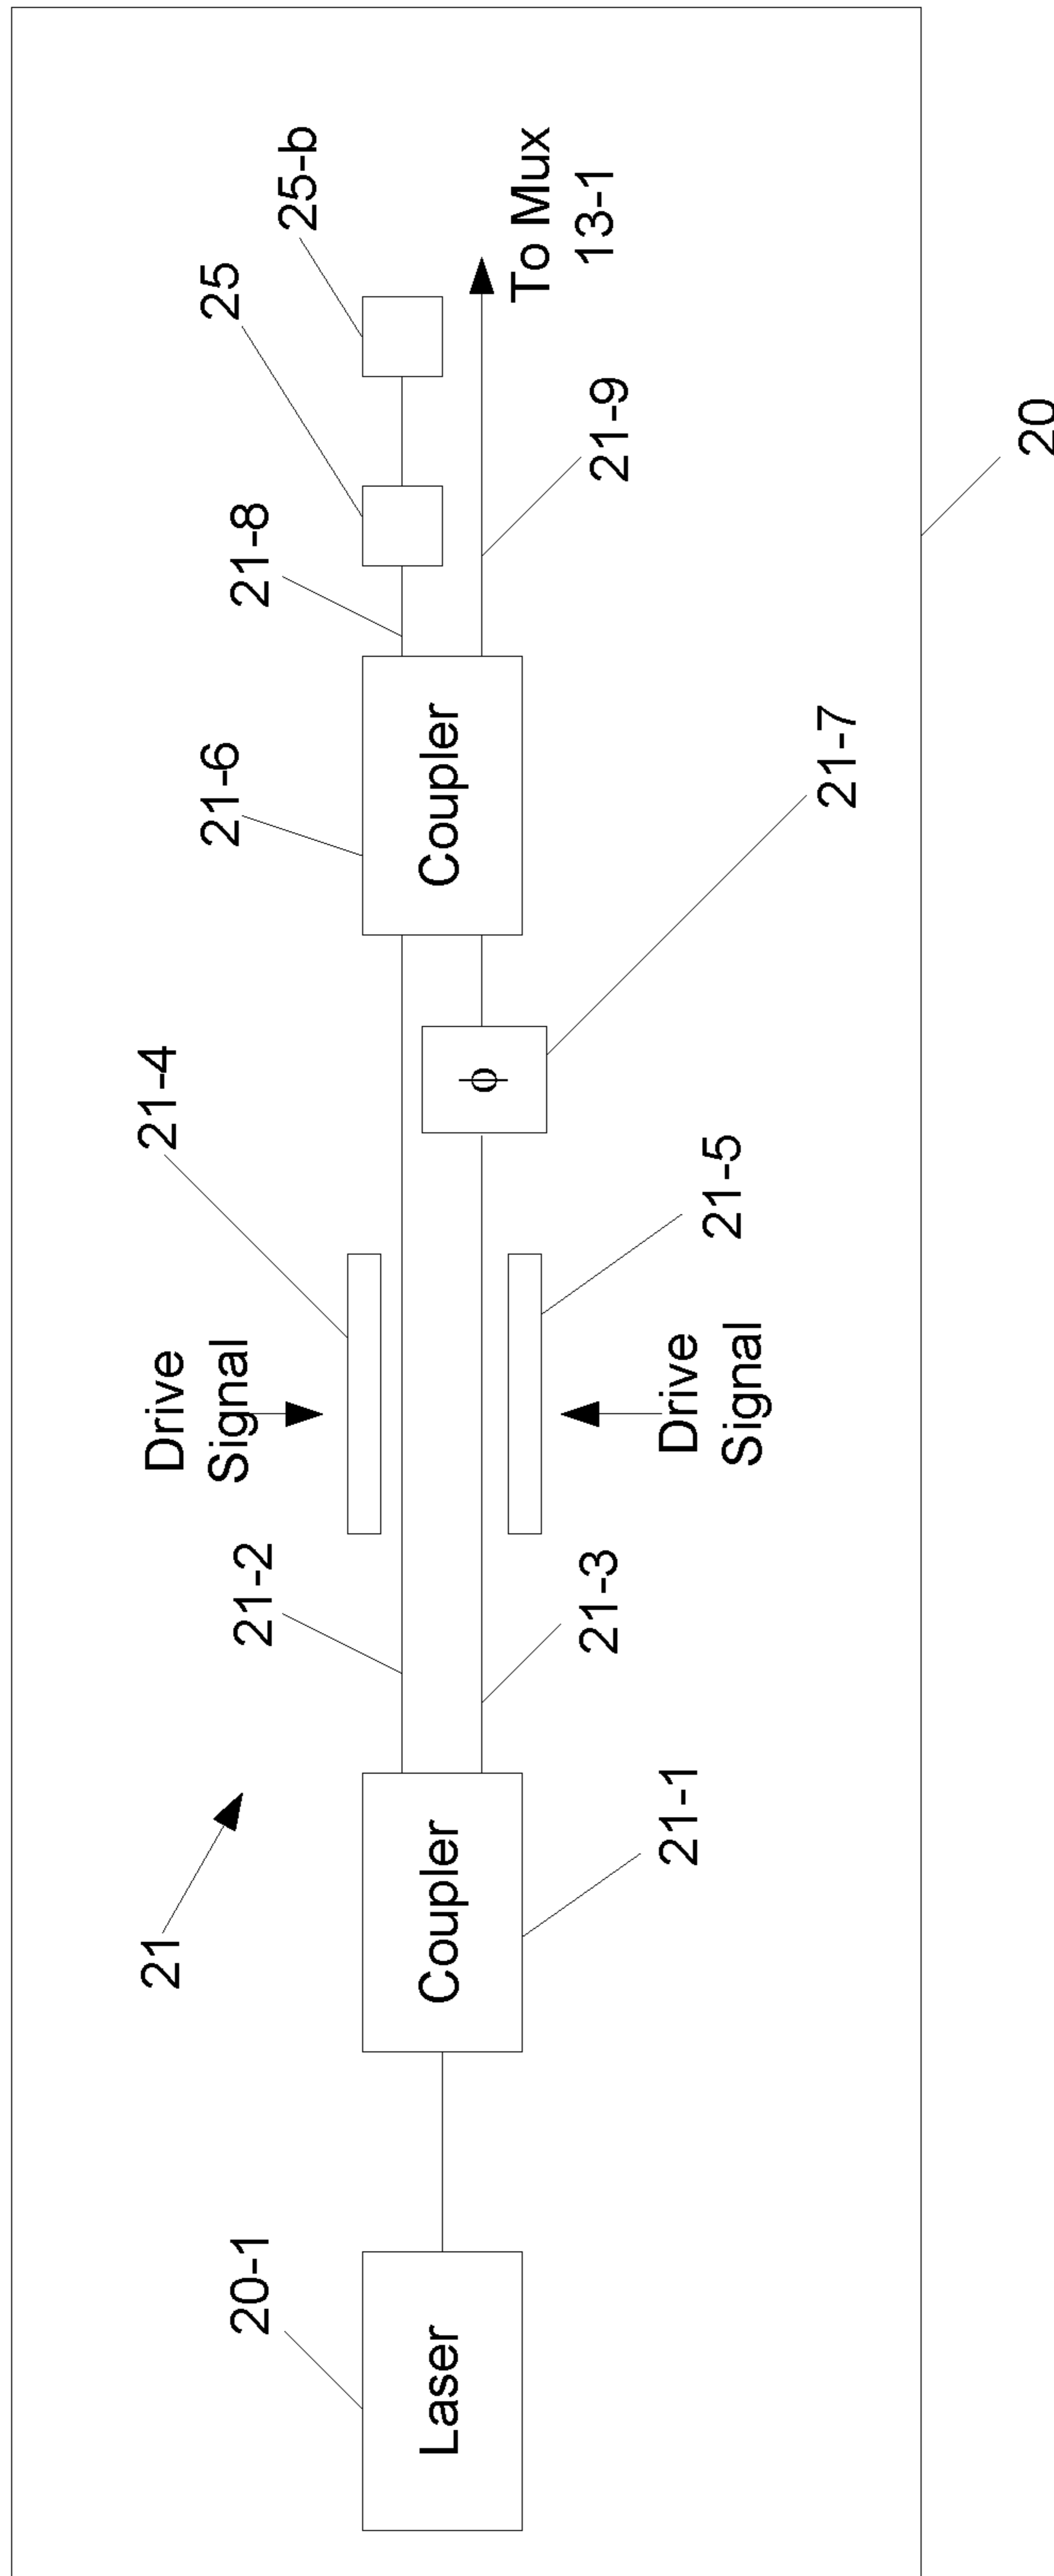 25-b
25
To Mux
13-1
21-8
21-9
20
21-6
Coupler
21-7
21-4
ϕ
21-5
Drive
Signal
Drive
Signal
21-2
21-3
21
Coupler
21-1
20-1
Laser